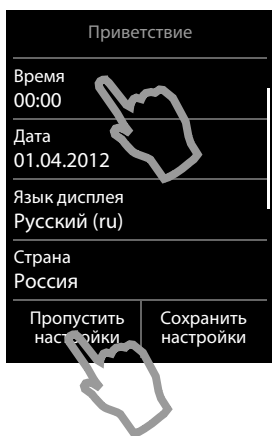 Приветствие
Время
00:00
Дата
01.04.2012
Язык дисплея
Русский (ru)
Страна
Россия
Пропустить
настройки
Сохранить
настройки